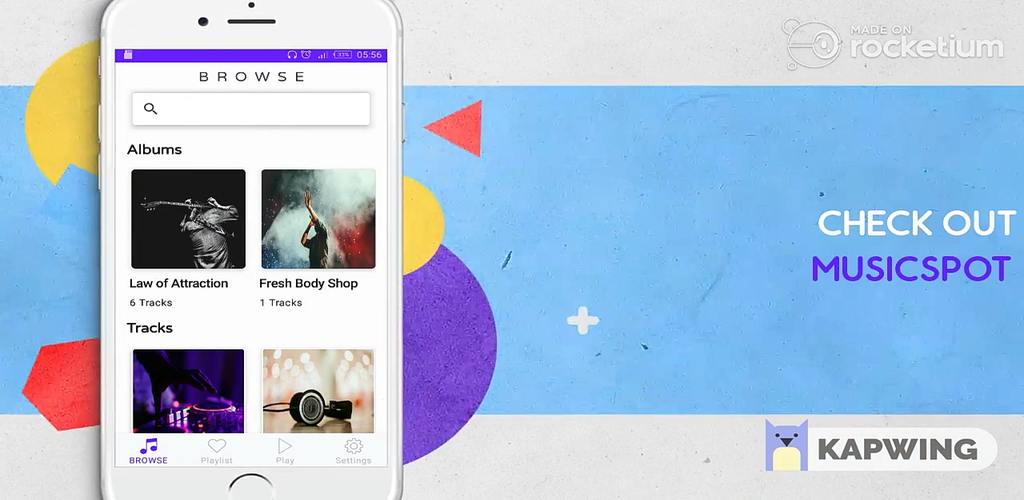 33% 05:56
BROWSE
Albums
Law of Attraction
6 Tracks
Fresh Body Shop
1 Tracks
Tracks
BROWSE
Playlist
Play
Settings
MADE ON
rocketium
CHECK OUT
MUSICSPOT
KAPWING